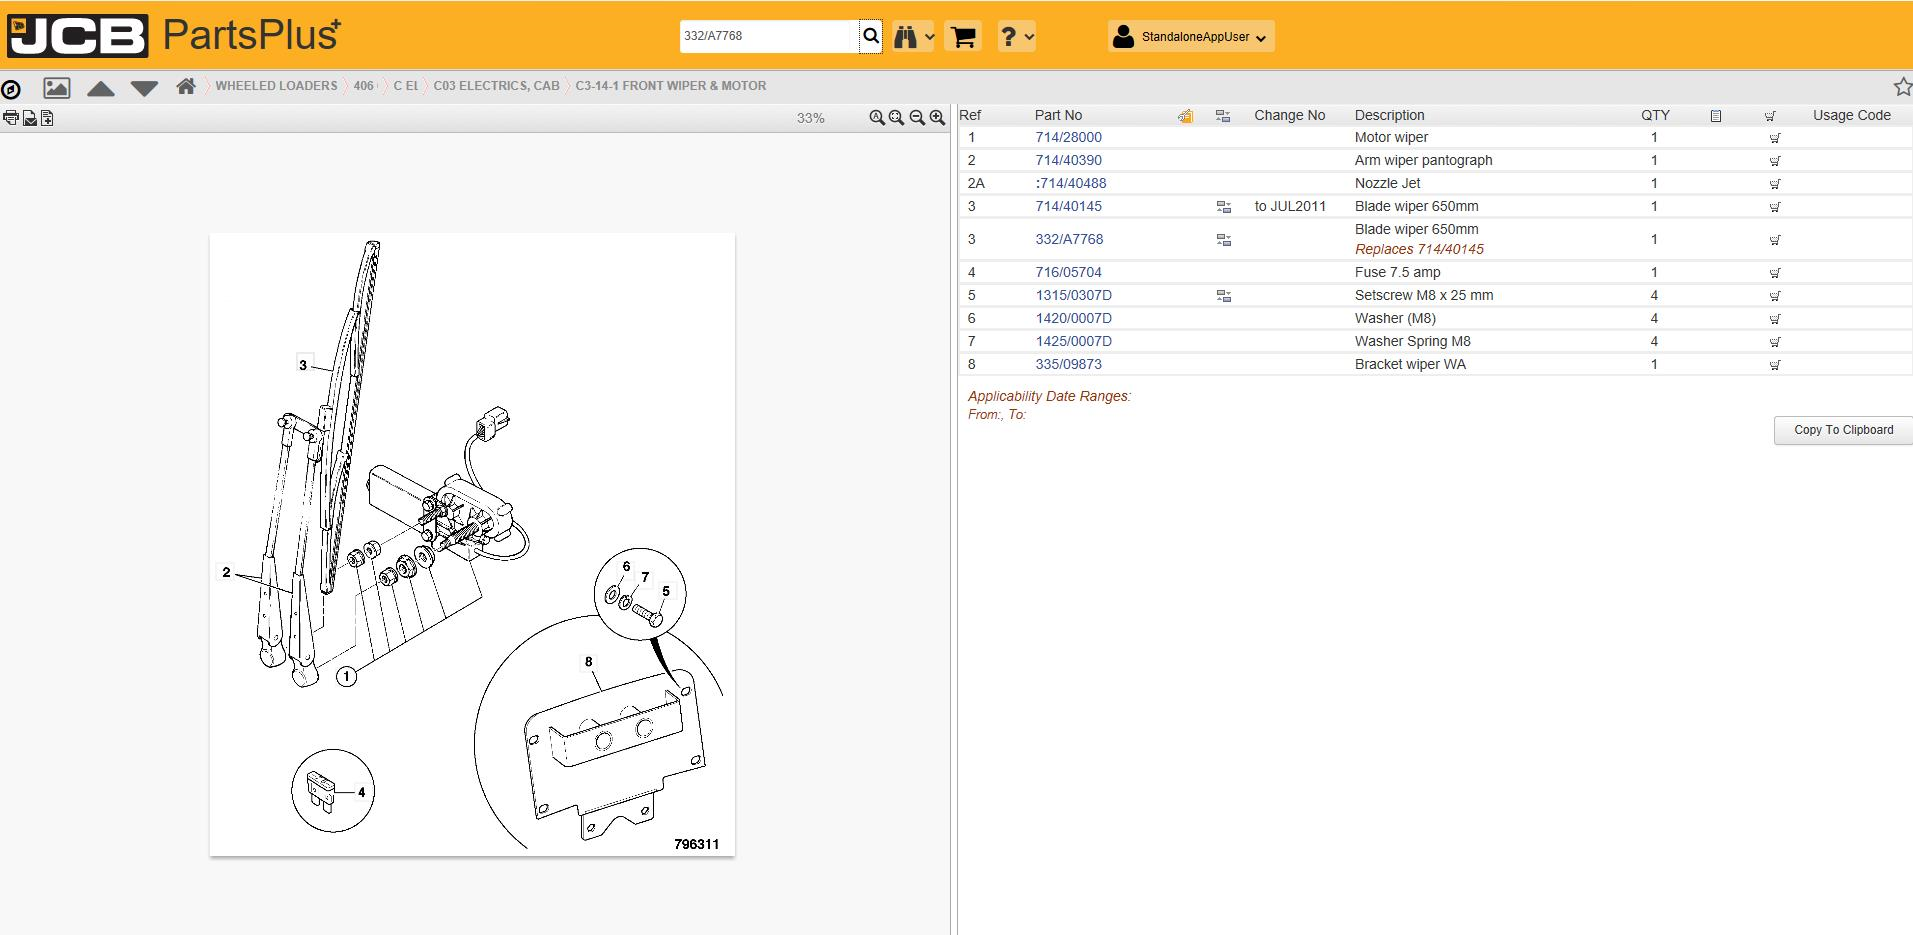 JCB PartsPlus+
332/A7768
?
StandaloneAppUser
WHEELED LOADERS 406 C EL C03 ELECTRICS, CAB C3-14-1 FRONT WIPER & MOTOR
33%
Ref Part No Change No Description QTY Usage Code
1 714/28000 Motor wiper 1
2 714/40390 Arm wiper pantograph 1
2A :714/40488 Nozzle Jet 1
3 714/40145 to JUL2011 Blade wiper 650mm 1
3 332/A7768 Blade wiper 650mm 1
Replaces 714/40145
4 716/05704 Fuse 7.5 amp 1
5 1315/0307D Setscrew M8 x 25 mm 4
6 1420/0007D Washer (M8) 4
7 1425/0007D Washer Spring M8 4
8 335/09873 Bracket wiper WA 1
Applicability Date Ranges:
From:, To:
Copy To Clipboard
3
2
6
7
5
8
1
4
796311